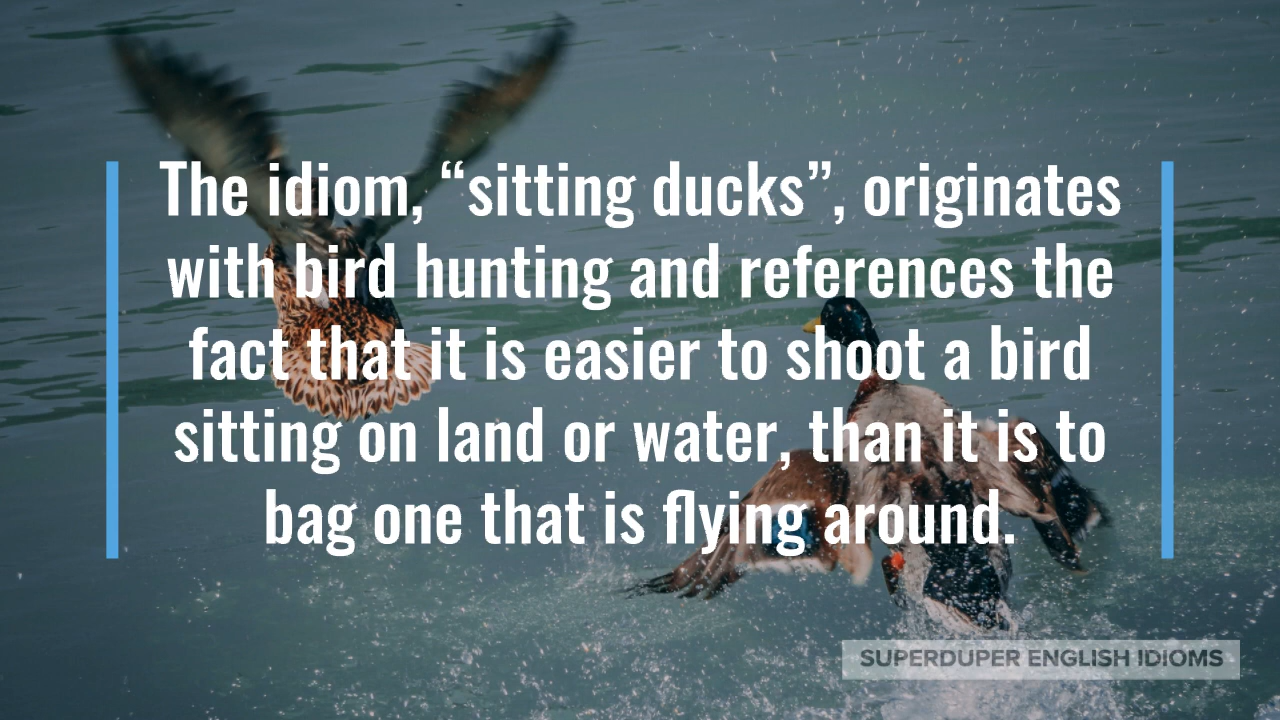 The idiom, “sitting ducks”, originates
with bird hunting and references the
fact that it is easier to shoot a bird
sitting on land or water, than it is to
bag one that is flying around.
SUPERDUPER ENGLISH IDIOMS